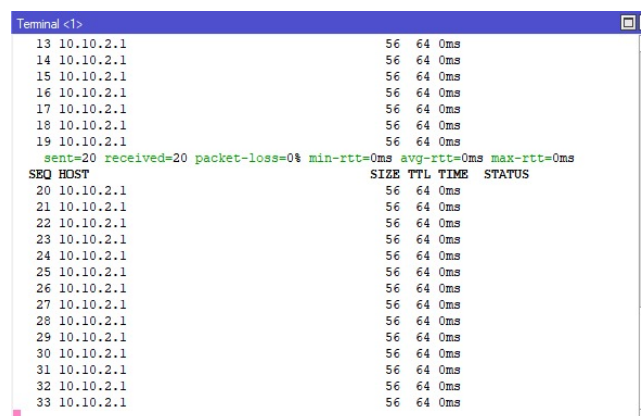 Terminal <1>
13 10.10.2.1 56 64 0ms
14 10.10.2.1 56 64 0ms
15 10.10.2.1 56 64 0ms
16 10.10.2.1 56 64 0ms
17 10.10.2.1 56 64 0ms
18 10.10.2.1 56 64 0ms
19 10.10.2.1 56 64 0ms
sent=20 received=20 packet-loss=0% min-rtt=0ms avg-rtt=0ms max-rtt=0ms
SEQ HOST SIZE TTL TIME STATUS
20 10.10.2.1 56 64 0ms
21 10.10.2.1 56 64 0ms
22 10.10.2.1 56 64 0ms
23 10.10.2.1 56 64 0ms
24 10.10.2.1 56 64 0ms
25 10.10.2.1 56 64 0ms
26 10.10.2.1 56 64 0ms
27 10.10.2.1 56 64 0ms
28 10.10.2.1 56 64 0ms
29 10.10.2.1 56 64 0ms
30 10.10.2.1 56 64 0ms
31 10.10.2.1 56 64 0ms
32 10.10.2.1 56 64 0ms
33 10.10.2.1 56 64 0ms